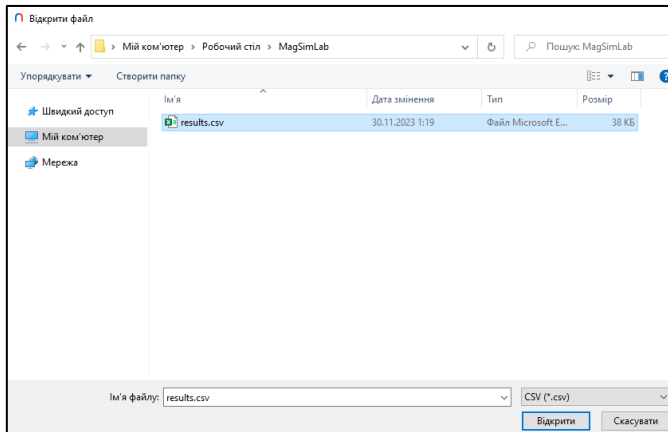 Відкрити файл
Мій комп'ютер › Робочий стіл › MagSimLab
Пошук: MagSimLab
Упорядкувати Створити папку
Ім'я Дата змінення Тип Розмір
Швидкий доступ
results.csv 30.11.2023 1:19 Файл Microsoft E... 38 КБ
Мій комп'ютер
Мережа
Ім'я файлу: results.csv CSV (*.csv)
Відкрити Скасувати